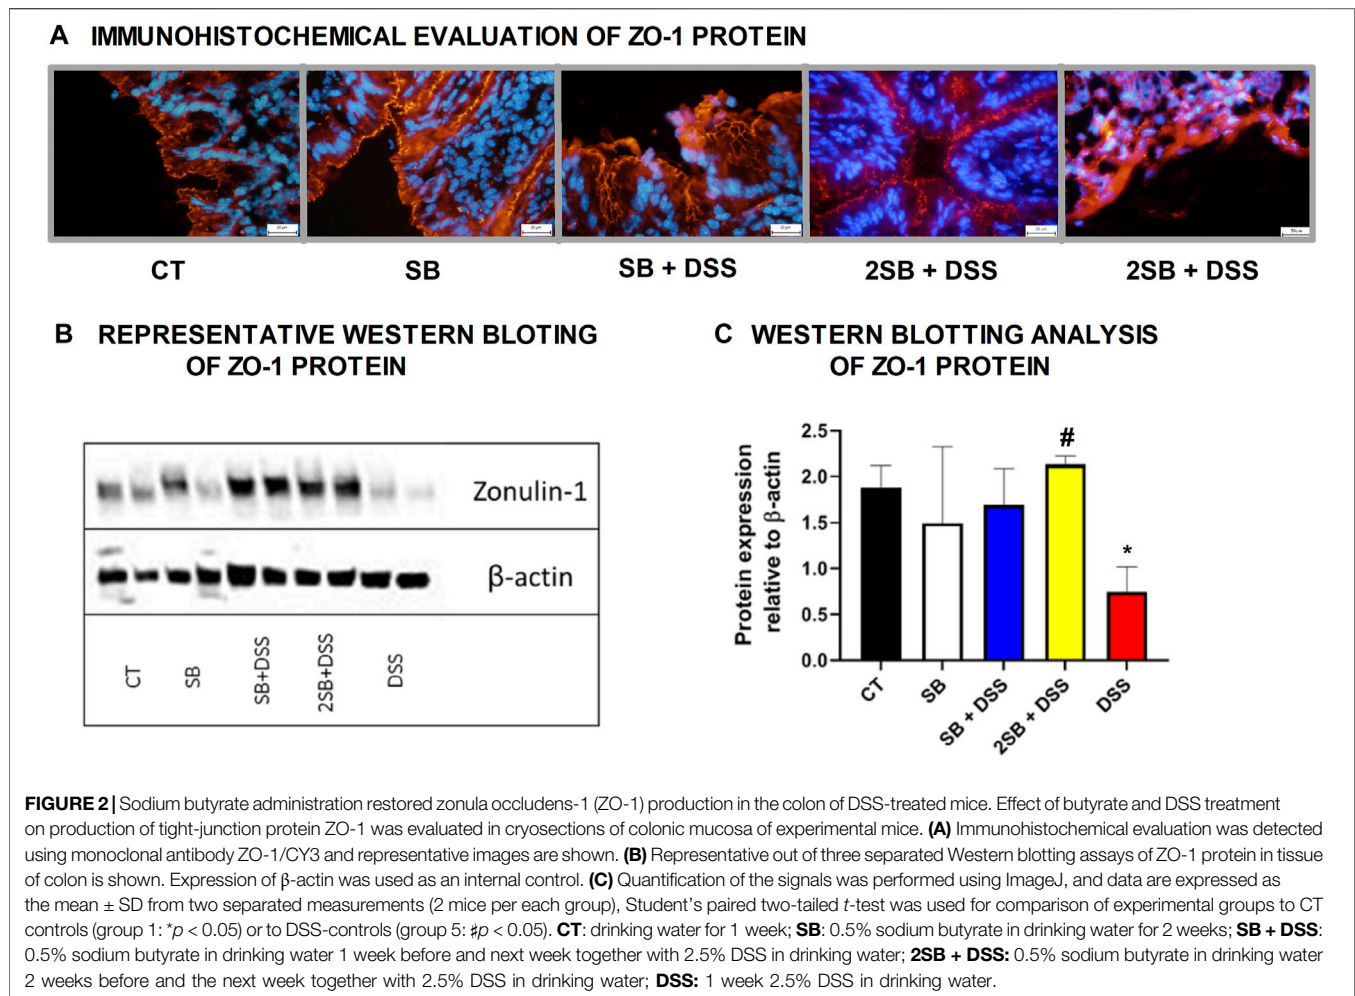 A IMMUNOHISTOCHEMICAL EVALUATION OF ZO-1 PROTEIN
20 µm
20 µm
20 µm
20 µm
20 µm
CT
SB
SB + DSS
2SB + DSS
2SB + DSS
B REPRESENTATIVE WESTERN BLOTING
OF ZO-1 PROTEIN
Zonulin-1
β-actin
CT
SB
SB+DSS
2SB+DSS
DSS
C WESTERN BLOTTING ANALYSIS
OF ZO-1 PROTEIN
Protein expression
relative to β-actin
2.5
2.0
1.5
1.0
0.5
0.0
#
*
CT
SB
SB + DSS
2SB + DSS
DSS
FIGURE 2 | Sodium butyrate administration restored zonula occludens-1 (ZO-1) production in the colon of DSS-treated mice. Effect of butyrate and DSS treatment
on production of tight-junction protein ZO-1 was evaluated in cryosections of colonic mucosa of experimental mice. (A) Immunohistochemical evaluation was detected
using monoclonal antibody ZO-1/CY3 and representative images are shown. (B) Representative out of three separated Western blotting assays of ZO-1 protein in tissue
of colon is shown. Expression of β-actin was used as an internal control. (C) Quantification of the signals was performed using ImageJ, and data are expressed as
the mean ± SD from two separated measurements (2 mice per each group), Student's paired two-tailed t-test was used for comparison of experimental groups to CT
controls (group 1: *p < 0.05) or to DSS-controls (group 5: ♯p < 0.05). CT: drinking water for 1 week; SB: 0.5% sodium butyrate in drinking water for 2 weeks; SB + DSS:
0.5% sodium butyrate in drinking water 1 week before and next week together with 2.5% DSS in drinking water; 2SB + DSS: 0.5% sodium butyrate in drinking water
2 weeks before and the next week together with 2.5% DSS in drinking water; DSS: 1 week 2.5% DSS in drinking water.